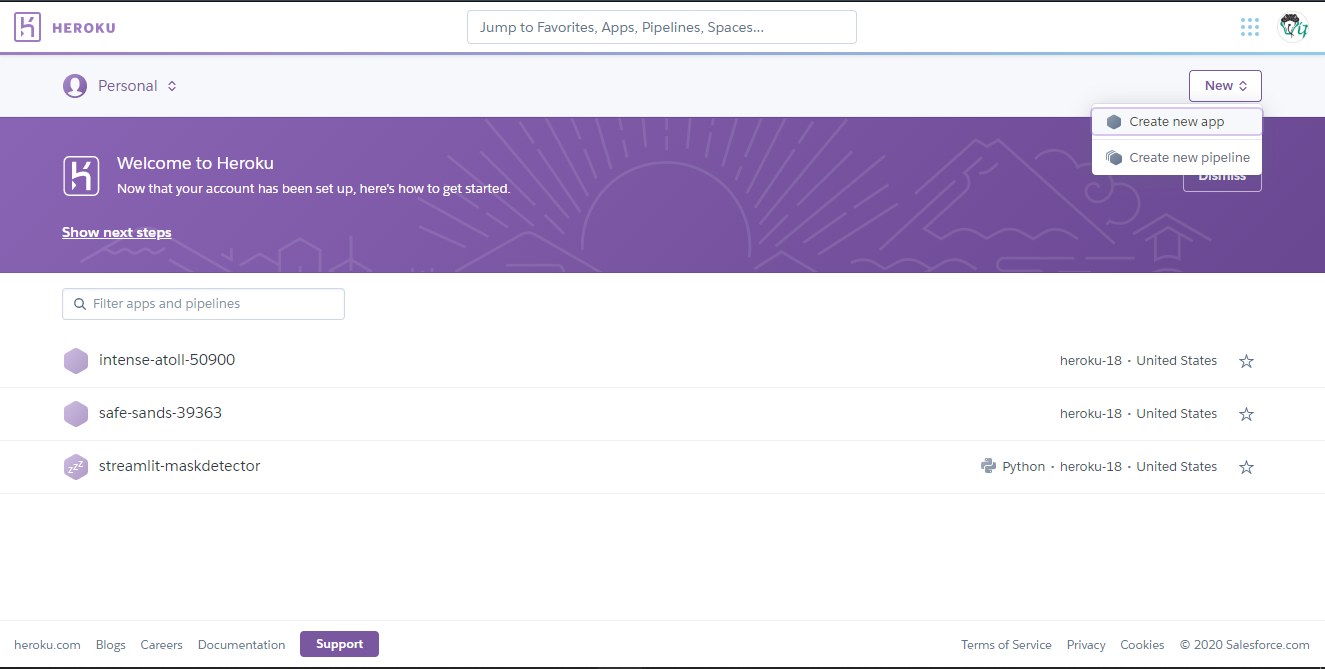 HEROKU
Jump to Favorites, Apps, Pipelines, Spaces...
Personal
New
Create new app
Create new pipeline
Dismiss
Welcome to Heroku
Now that your account has been set up, here's how to get started.
Show next steps
Filter apps and pipelines
intense-atoll-50900 heroku-18 · United States
safe-sands-39363 heroku-18 · United States
zzz streamlit-maskdetector Python · heroku-18 · United States
heroku.com Blogs Careers Documentation Support Terms of Service Privacy Cookies © 2020 Salesforce.com